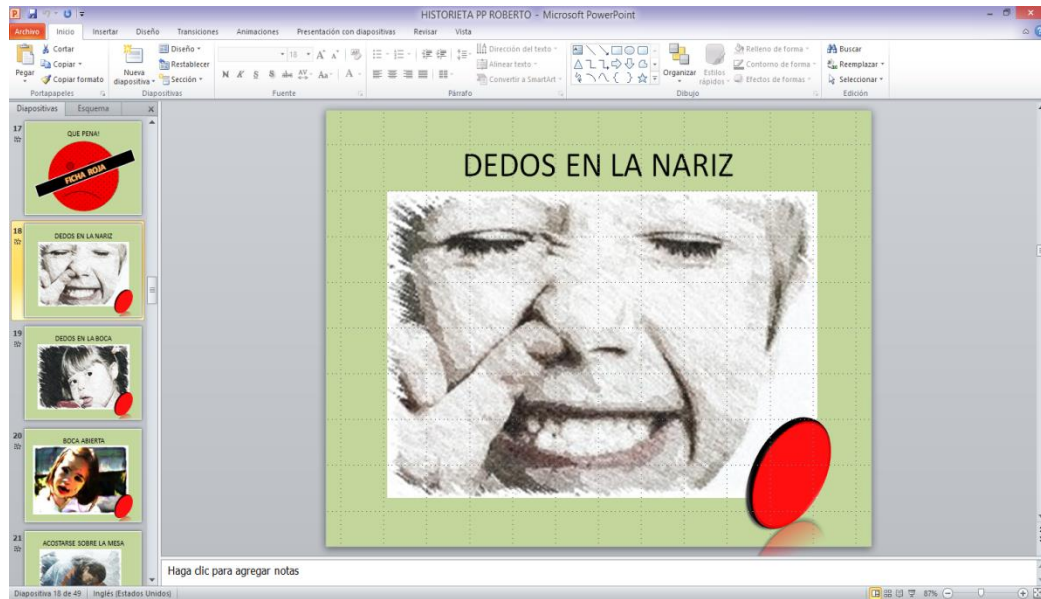 HISTORIETA PP ROBERTO - Microsoft PowerPoint
Archivo Inicio Insertar Diseño Transiciones Animaciones Presentación con diapositivas Revisar Vista
Cortar
Copiar
Copiar formato
Pegar
Portapapeles
Nueva diapositiva
Diseño
Restablecer
Sección
Diapositivas
18
N K S S abc AV Aa A
Fuente
Dirección del texto
Alinear texto
Convertir a SmartArt
Párrafo
Organizar
Estilos rápidos
Relleno de forma
Contorno de forma
Efectos de formas
Dibujo
Buscar
Reemplazar
Seleccionar
Edición
Diapositivas Esquema
17
QUE PENA!
FICHA ROJA
18
DEDOS EN LA NARIZ
19
DEDOS EN LA BOCA
20
BOCA ABIERTA
21
ACOSTARSE SOBRE LA MESA
DEDOS EN LA NARIZ
Haga clic para agregar notas
Diapositiva 18 de 49 Inglés (Estados Unidos) 87%